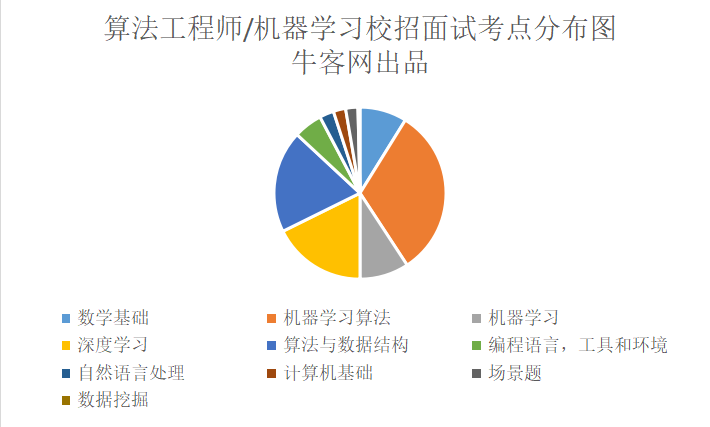 算法工程师/机器学习校招面试考点分布图
牛客网出品
数学基础
机器学习算法
机器学习
深度学习
算法与数据结构
编程语言，工具和环境
自然语言处理
计算机基础
场景题
数据挖掘